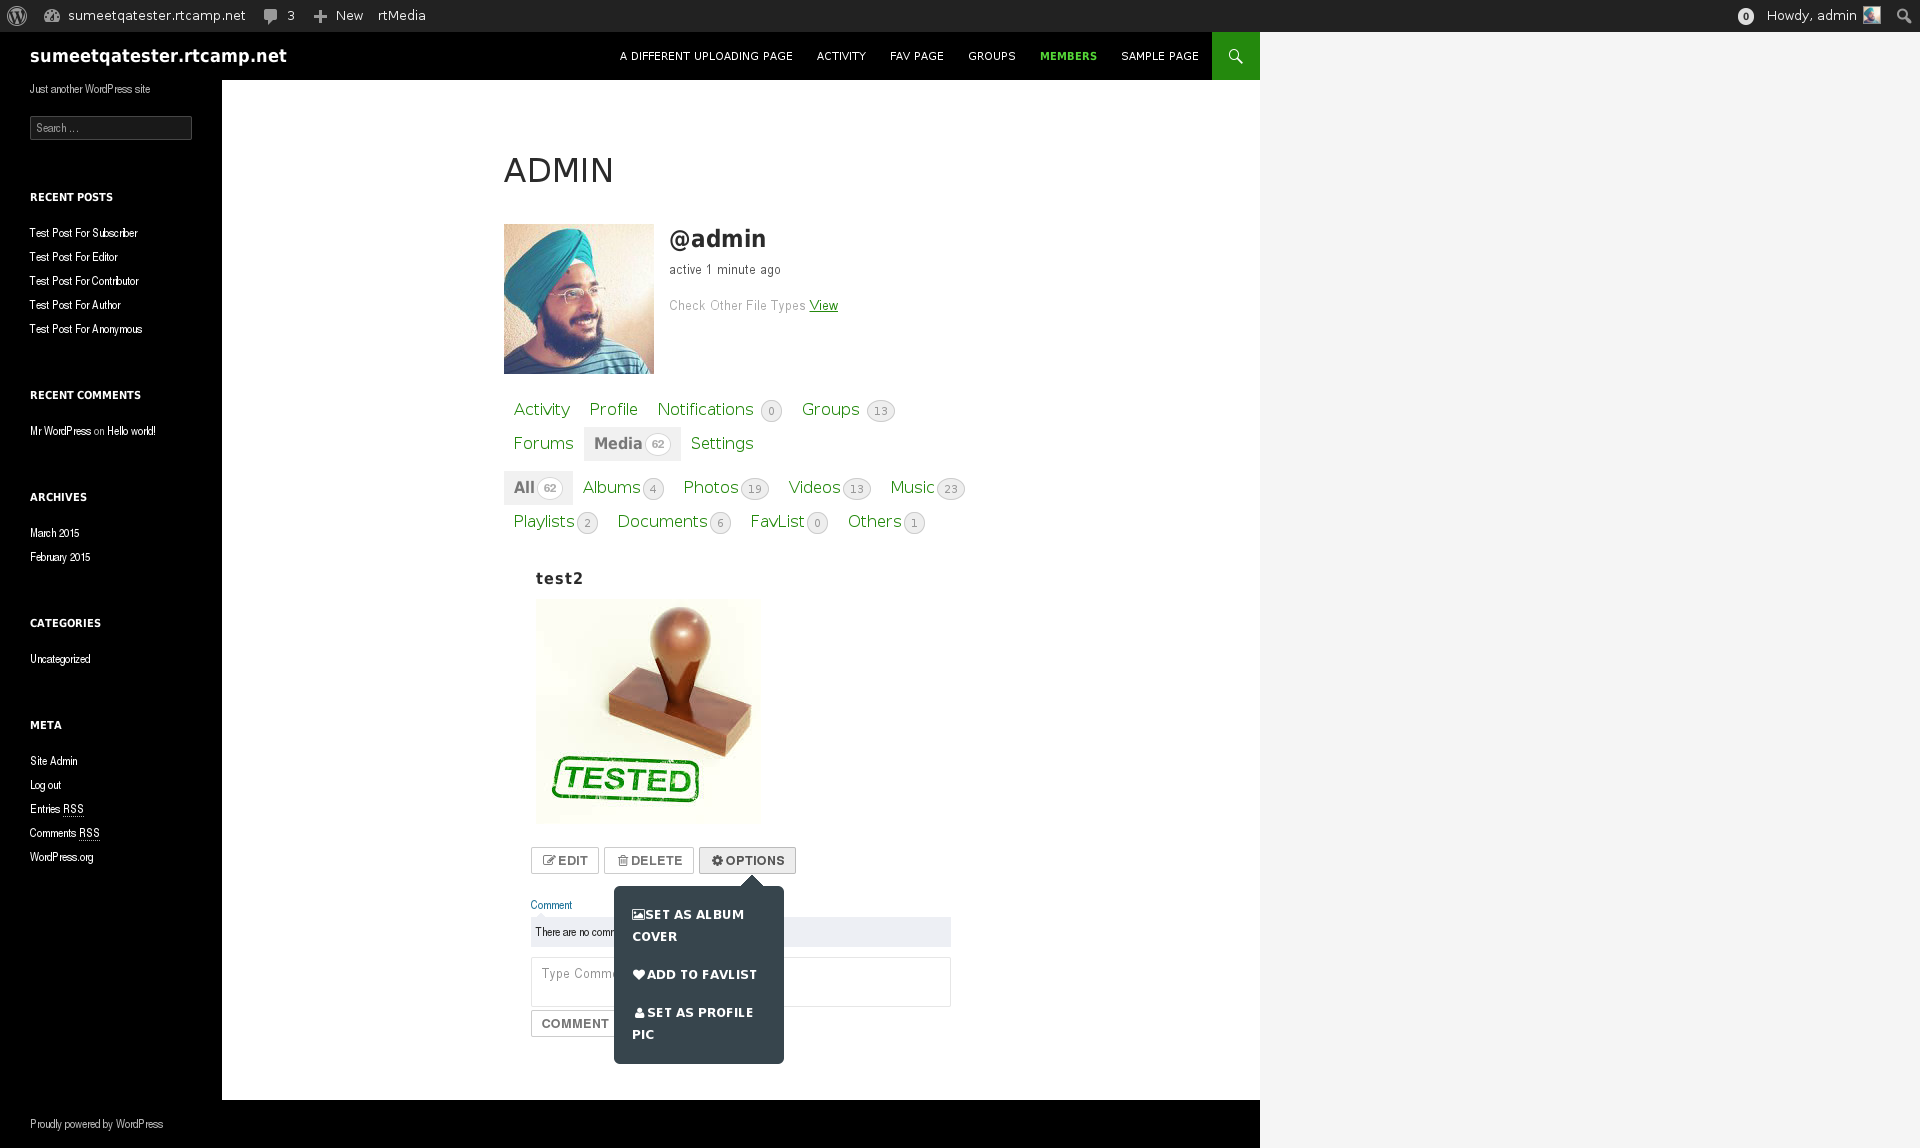 sumeetqatester.rtcamp.net 3 New rtMedia 0 Howdy, admin
sumeetqatester.rtcamp.net A DIFFERENT UPLOADING PAGE ACTIVITY FAV PAGE GROUPS MEMBERS SAMPLE PAGE
Just another WordPress site
Search ...
RECENT POSTS
Test Post For Subscriber
Test Post For Editor
Test Post For Contributor
Test Post For Author
Test Post For Anonymous
RECENT COMMENTS
Mr WordPress on Hello world!
ARCHIVES
March 2015
February 2015
CATEGORIES
Uncategorized
META
Site Admin
Log out
Entries RSS
Comments RSS
WordPress.org
ADMIN
@admin
active 1 minute ago
Check Other File Types View
Activity Profile Notifications 0 Groups 13
Forums Media 62 Settings
All 62 Albums 4 Photos 19 Videos 13 Music 23
Playlists 2 Documents 6 FavList 0 Others 1
test2
TESTED
EDIT DELETE OPTIONS
SET AS ALBUM
COVER
ADD TO FAVLIST
SET AS PROFILE
PIC
Comment
There are no
Type
COMMENT
Proudly powered by WordPress